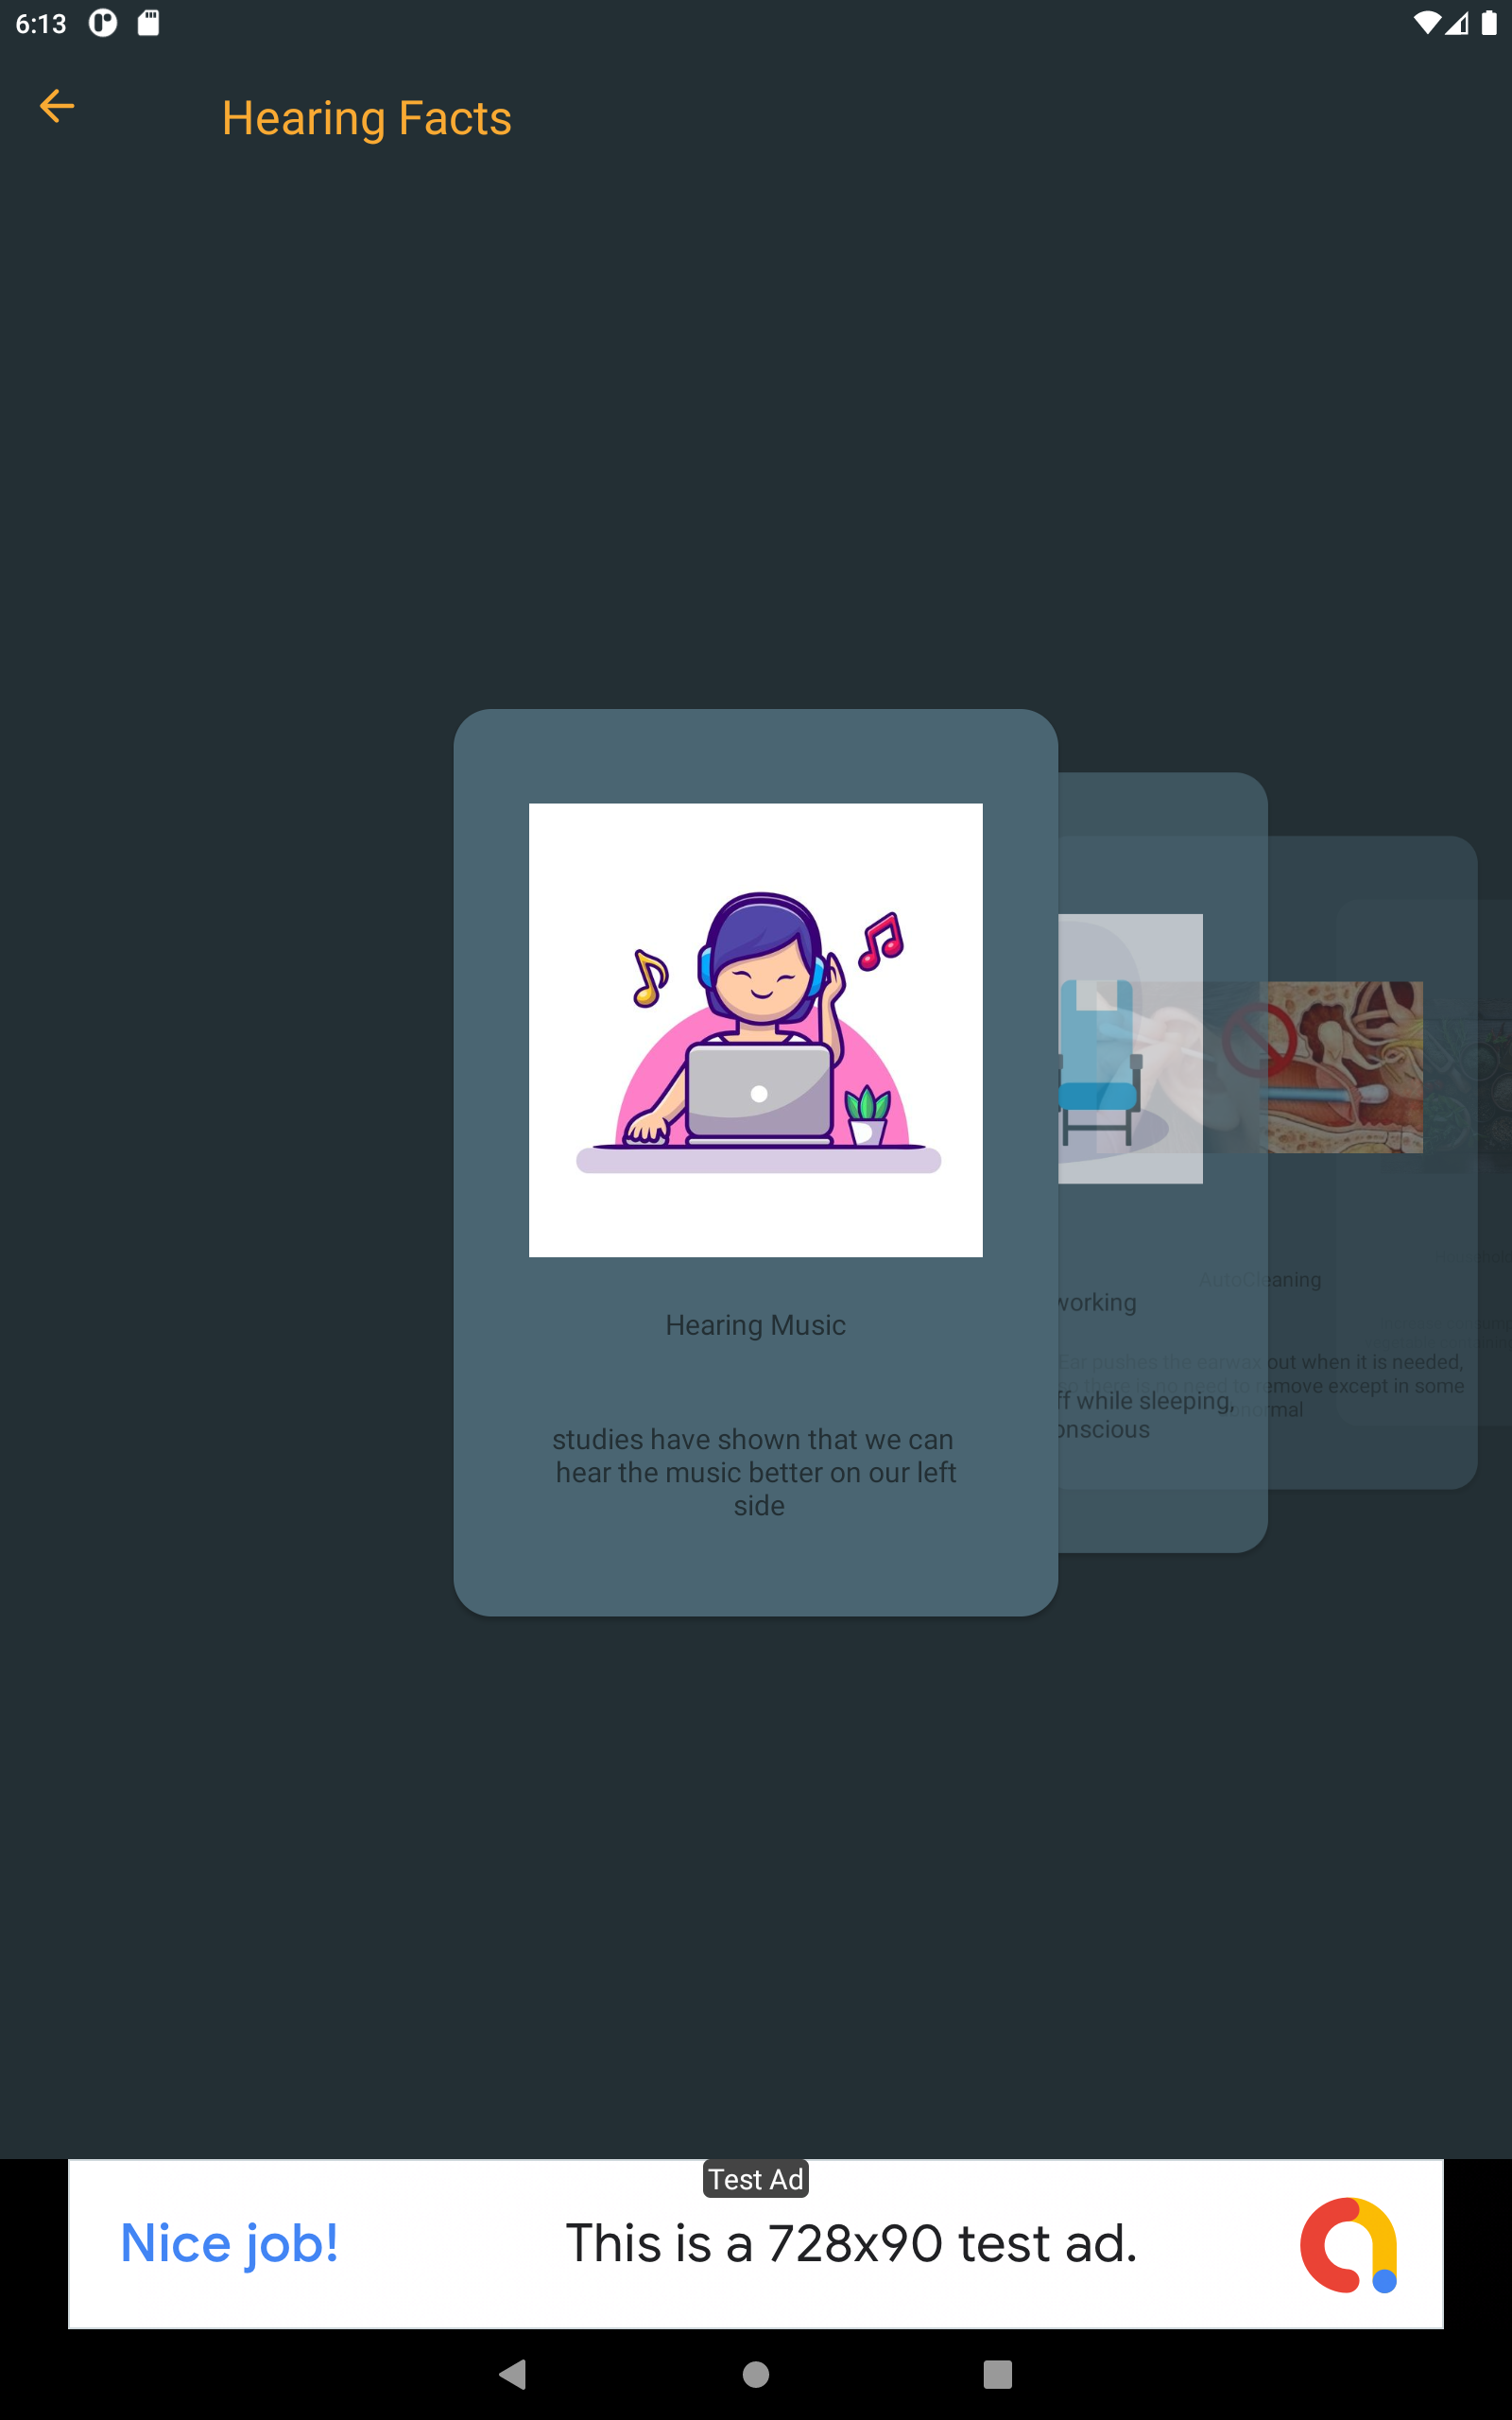 6:13
Hearing Facts
Hearing Music
studies have shown that we can
hear the music better on our left
side
working
ff while sleeping,
onscious
AutoCleaning
Ear pushes the earwax out when it is needed,
so there is no need to remove except in some
abnormal
Test Ad
Nice job!
This is a 728x90 test ad.